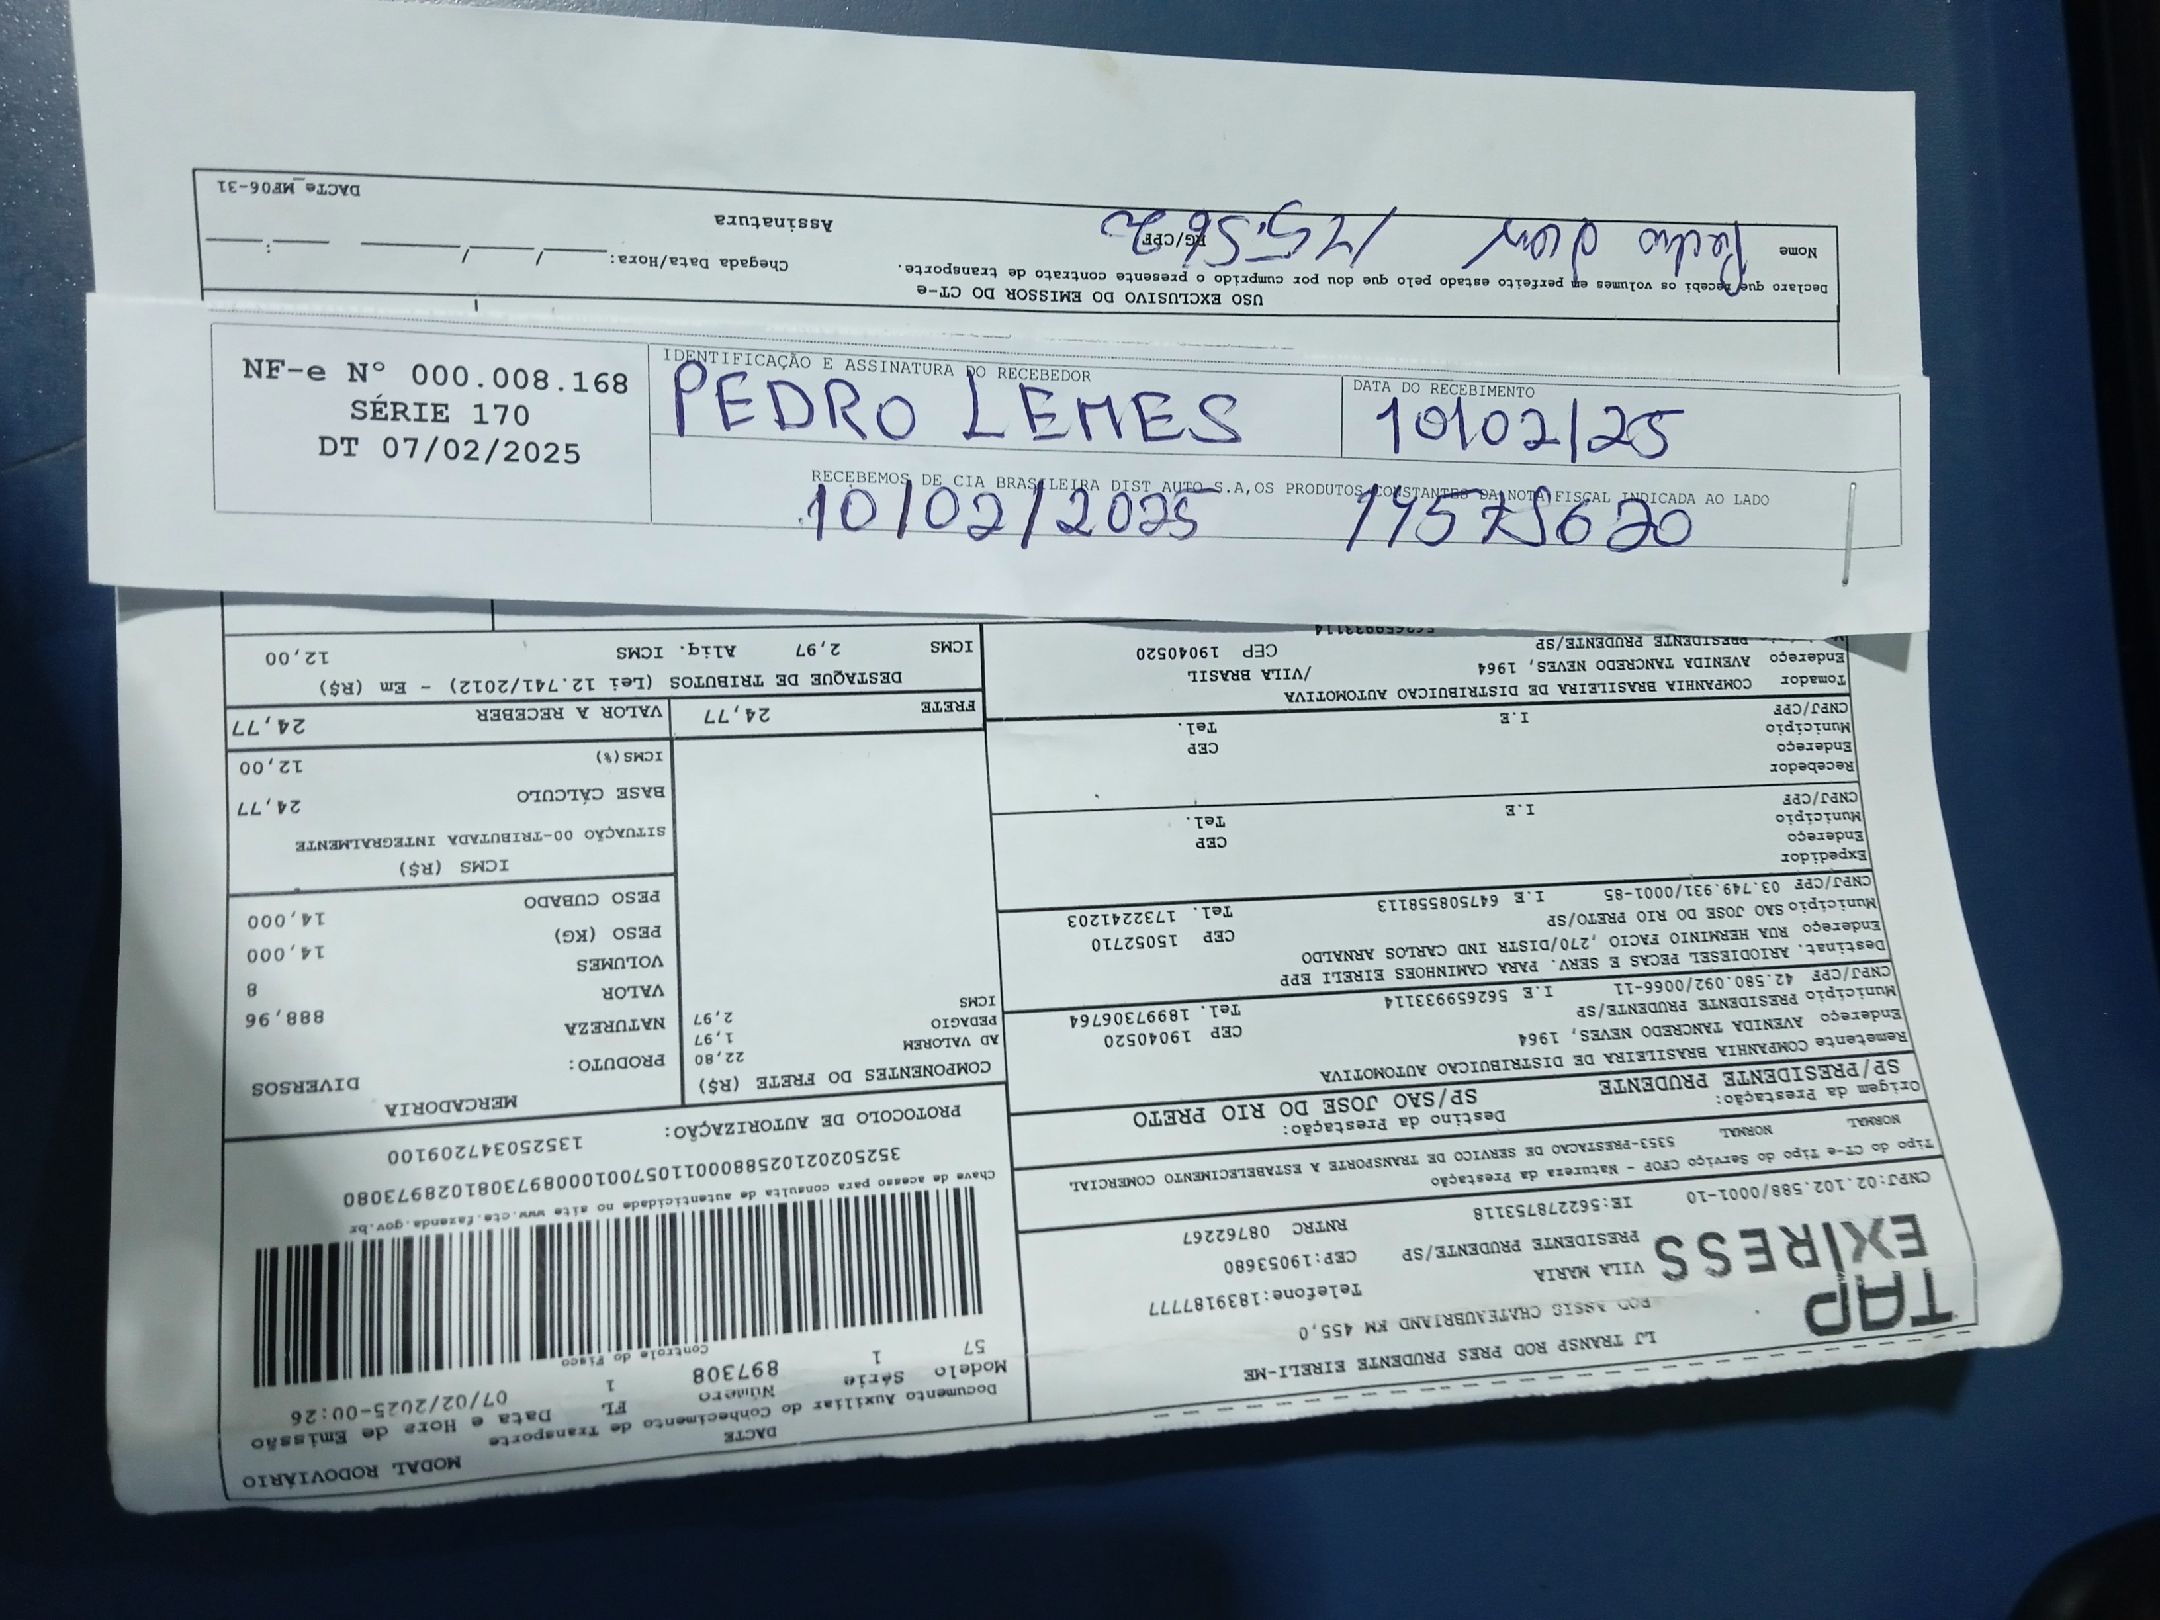 NF-e Nº 000.008.168
SÉRIE 170
DT 07/02/2025
IDENTIFICAÇÃO E ASSINATURA DO RECEBEDOR
PEDRO LEMES
DATA DO RECEBIMENTO
10/02/25
RECEBEMOS DE CIA BRASILEIRA DIST AUTO S.A,OS PRODUTOS CONSTANTES DA NOTA FISCAL INDICADA AO LADO
10/02/2025
TAP
EXPRESS
LJ TRANSP ROD PRES PRUDENTE EIRELI-ME
ROD ASSIS CHATEAUBRIAND KM 455,0
VILA MARIA Telefone:1839187777
PRESIDENTE PRUDENTE/SP CEP:19053680
CNPJ:02.102.588/0001-10 IE:562278753118 RNTRC 08762267
DACTE MODAL RODOVIÁRIO
Documento Auxiliar do Conhecimento de Transporte
Modelo Série Número FL Data e Hora de Emissão
57 1 897308 1 07/02/2025-00:26
Controle do Fisco
Chave de acesso para consulta de autenticidade no site www.cte.fazenda.gov.br
35250202102588000110570010008973081028973080
PROTOCOLO DE AUTORIZAÇÃO: 135250347209100
Tipo do CT-e Tipo do Serviço CFOP - Natureza da Prestação
NORMAL NORMAL 5353-PRESTACAO DE SERVICO DE TRANSPORTE A ESTABELECIMENTO COMERCIAL
Origem da Prestação: Destino da Prestação:
SP/PRESIDENTE PRUDENTE SP/SAO JOSE DO RIO PRETO
Remetente COMPANHIA BRASILEIRA DE DISTRIBUICAO AUTOMOTIVA
Endereço AVENIDA TANCREDO NEVES, 1964
Município PRESIDENTE PRUDENTE/SP CEP 19040520
CNPJ/CPF 42.580.092/0066-11 I.E 562659933114 Tel. 18997306764
Destinat. ARIODIESEL PECAS E SERV. PARA CAMINHOES EIRELI EPP
Endereço RUA HERMINIO FACIO ,270/DISTR IND CARLOS ARNALDO
Município SAO JOSE DO RIO PRETO/SP CEP 15052710
CNPJ/CPF 03.749.931/0001-85 I.E 647508558113 Tel. 1732241203
Expedidor
Endereço
Município CEP
CNPJ/CPF I.E Tel.
Recebedor
Endereço
Município CEP
CNPJ/CPF I.E Tel.
Tomador COMPANHIA BRASILEIRA DE DISTRIBUICAO AUTOMOTIVA
Endereço AVENIDA TANCREDO NEVES, 1964 /VILA BRASIL
PRESIDENTE PRUDENTE/SP CEP 19040520
COMPONENTES DO FRETE (R$)
AD VALOREM 22,80
PEDAGIO 1,97
ICMS 2,97
MERCADORIA
PRODUTO: DIVERSOS
NATUREZA
VALOR 888,96
VOLUMES 8
PESO (KG) 14,000
PESO CUBADO 14,000
ICMS (R$)
SITUAÇÃO 00-TRIBUTADA INTEGRALMENTE
BASE CÁLCULO 24,77
ICMS(%) 12,00
FRETE 24,77 VALOR A RECEBER 24,77
DESTAQUE DE TRIBUTOS (Lei 12.741/2012) - Em (R$)
ICMS 2,97 Aliq. ICMS 12,00
USO EXCLUSIVO DO EMISSOR DO CT-e
Declaro que recebi os volumes em perfeito estado pelo que dou por cumprido o presente contrato de transporte.
Chegada Data/Hora: / / :
Nome Pedro RG/CPF Assinatura
DACTe_MF06-31